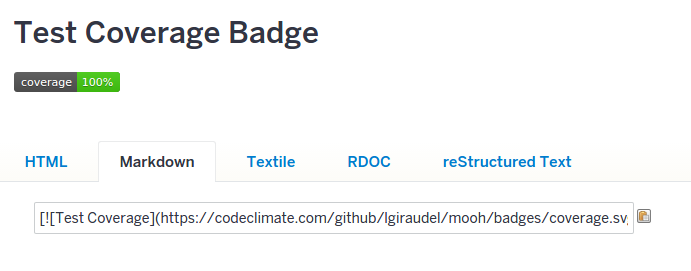 Test Coverage Badge
coverage 100%
HTML Markdown Textile RDOC reStructured Text
[![Test Coverage](https://codeclimate.com/github/lgiraudel/mooh/badges/coverage.sv